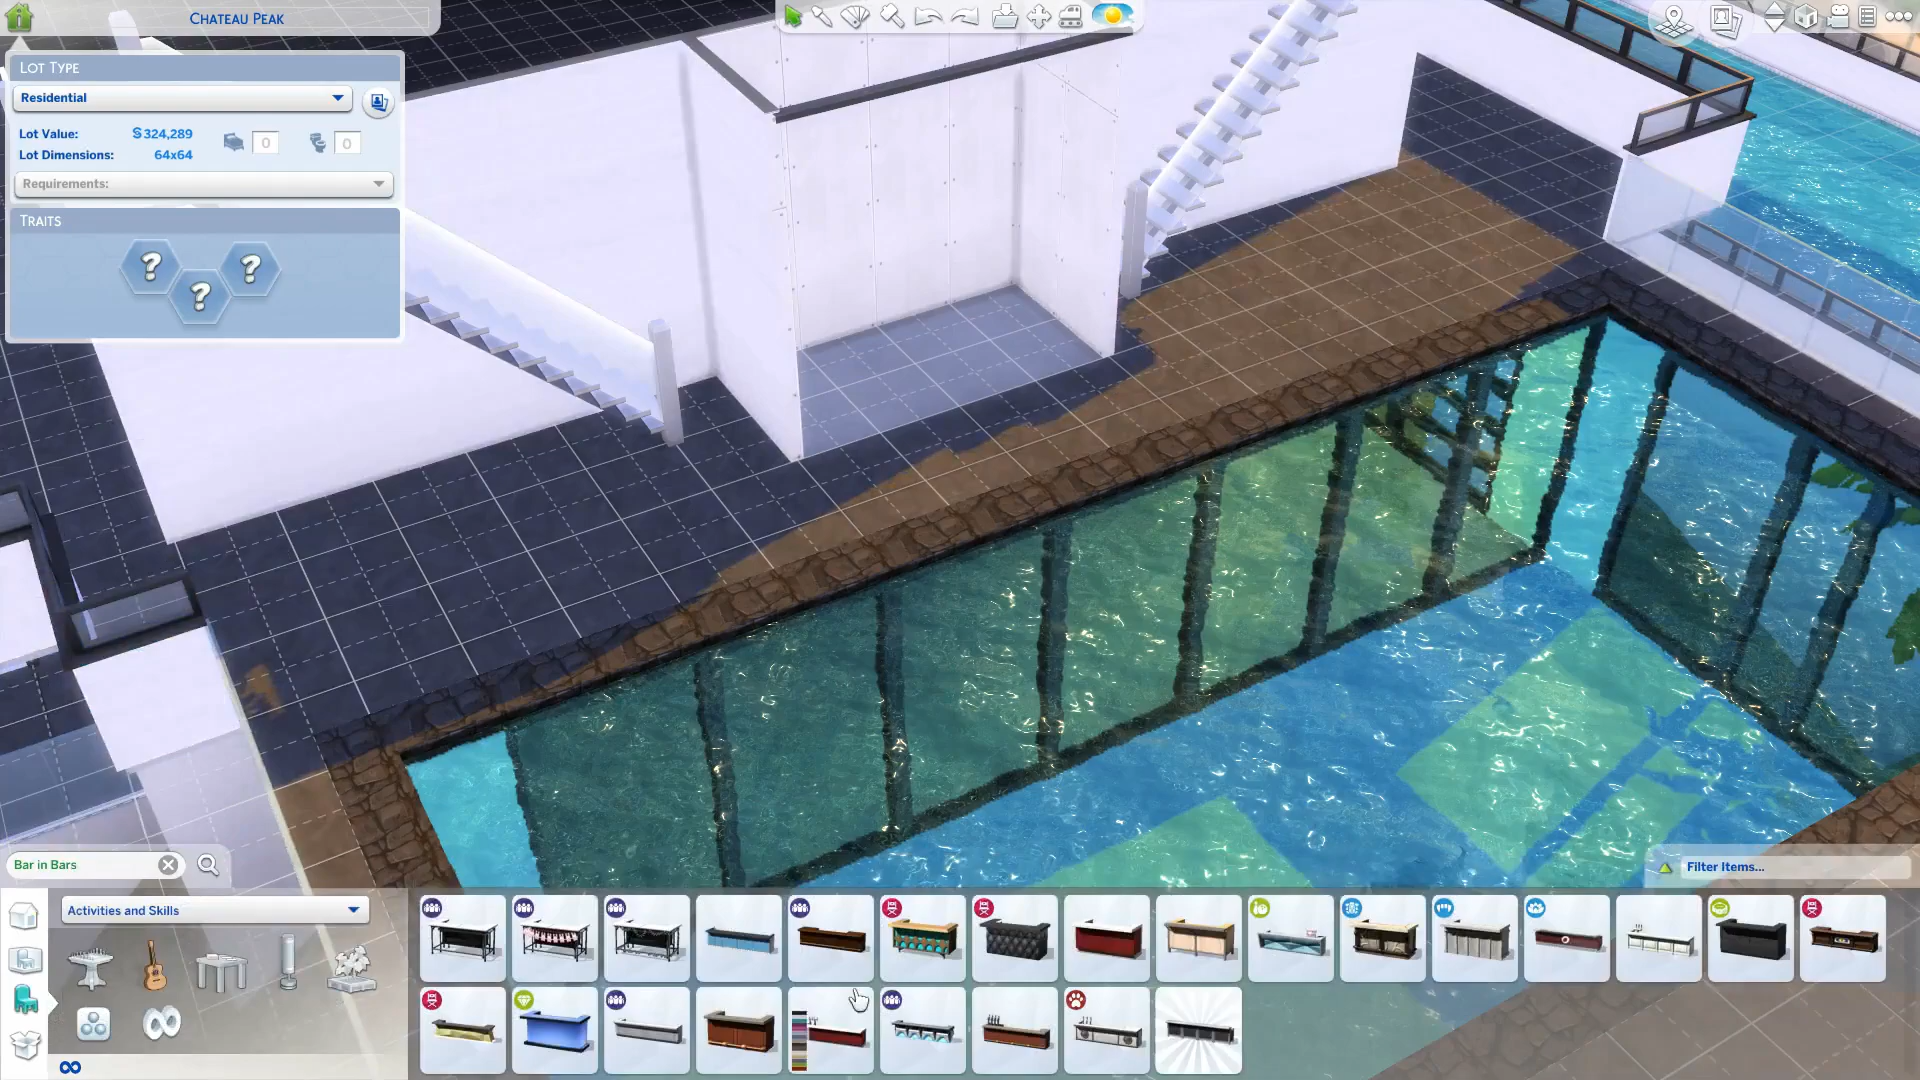 CHATEAU PEAK
LOT TYPE
Residential
Lot Value: §324,289
0
0
Lot Dimensions: 64x64
Requirements:
TRAITS
? ? ?
Bar in Bars
Filter Items...
Activities and Skills